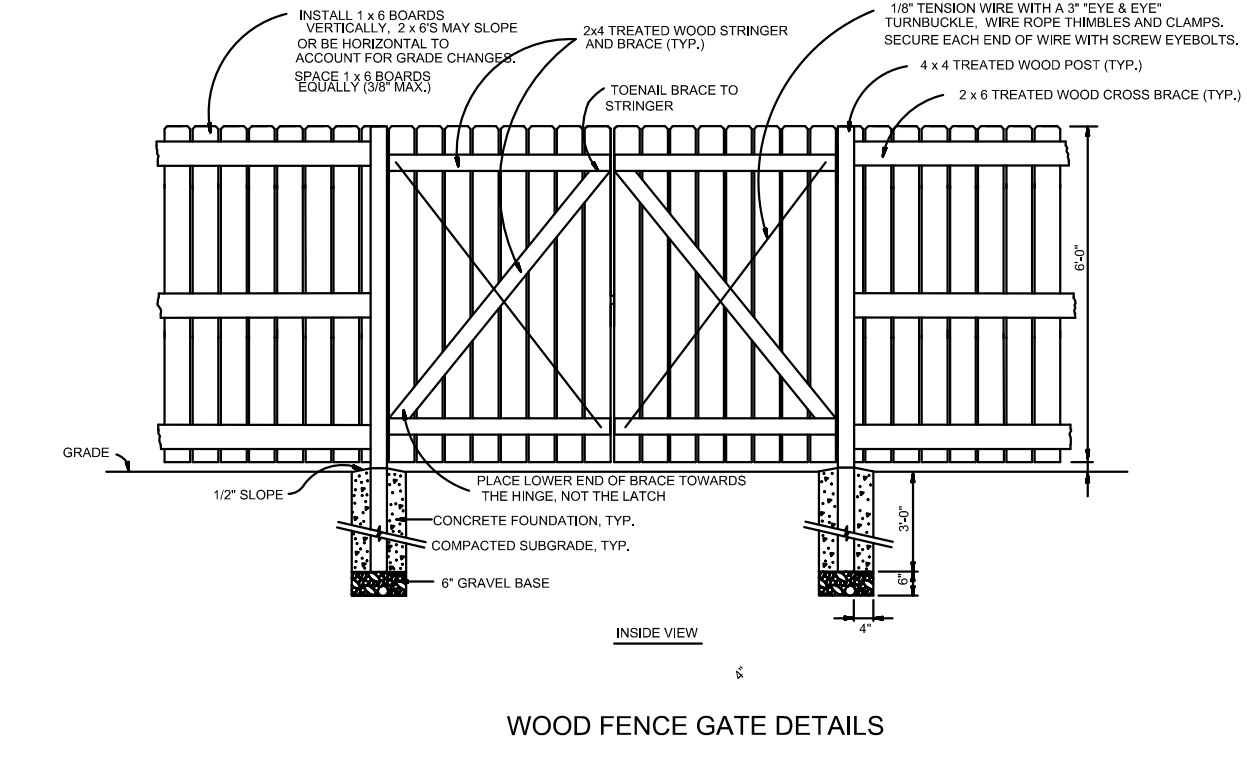 INSTALL 1 x 6 BOARDS
VERTICALLY, 2 x 6'S MAY SLOPE
OR BE HORIZONTAL TO
ACCOUNT FOR GRADE CHANGES.
SPACE 1 x 6 BOARDS
EQUALLY (3/8" MAX.)
2x4 TREATED WOOD STRINGER
AND BRACE (TYP.)
TOENAIL BRACE TO
STRINGER
1/8" TENSION WIRE WITH A 3" "EYE & EYE"
TURNBUCKLE, WIRE ROPE THIMBLES AND CLAMPS.
SECURE EACH END OF WIRE WITH SCREW EYEBOLTS.
4 x 4 TREATED WOOD POST (TYP.)
2 x 6 TREATED WOOD CROSS BRACE (TYP.)
6'-0"
GRADE
1/2" SLOPE
PLACE LOWER END OF BRACE TOWARDS
THE HINGE, NOT THE LATCH
CONCRETE FOUNDATION, TYP.
COMPACTED SUBGRADE, TYP.
6" GRAVEL BASE
3'-0"
6"
4"
INSIDE VIEW
4"
WOOD FENCE GATE DETAILS